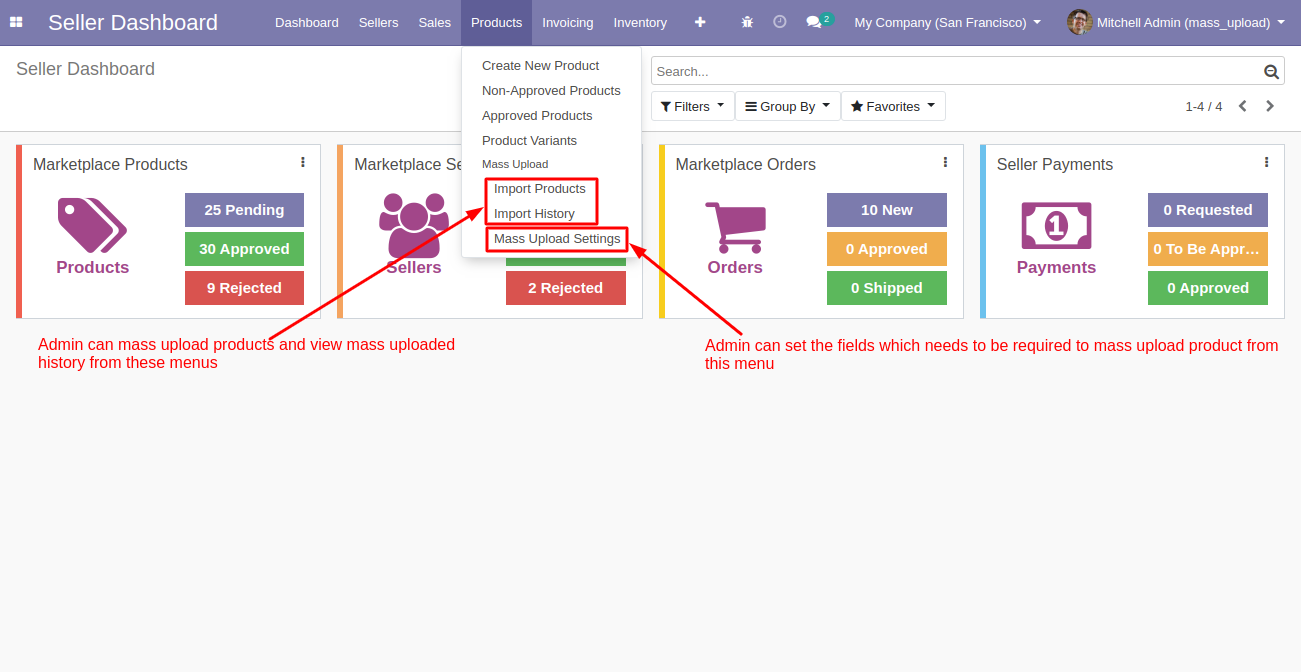 Seller Dashboard
Dashboard Sellers Sales Products Invoicing Inventory
2
My Company (San Francisco)
Mitchell Admin (mass_upload)
Seller Dashboard
Search...
Filters Group By Favorites
1-4 / 4
Create New Product
Non-Approved Products
Approved Products
Product Variants
Mass Upload
Import Products
Import History
Mass Upload Settings
Marketplace Products
25 Pending
30 Approved
9 Rejected
Products
Marketplace
Sellers
2 Rejected
Marketplace Orders
10 New
0 Approved
0 Shipped
Orders
Seller Payments
1
0 Requested
0 To Be Appr...
0 Approved
Payments
Admin can mass upload products and view mass uploaded
history from these menus
Admin can set the fields which needs to be required to mass upload product from
this menu